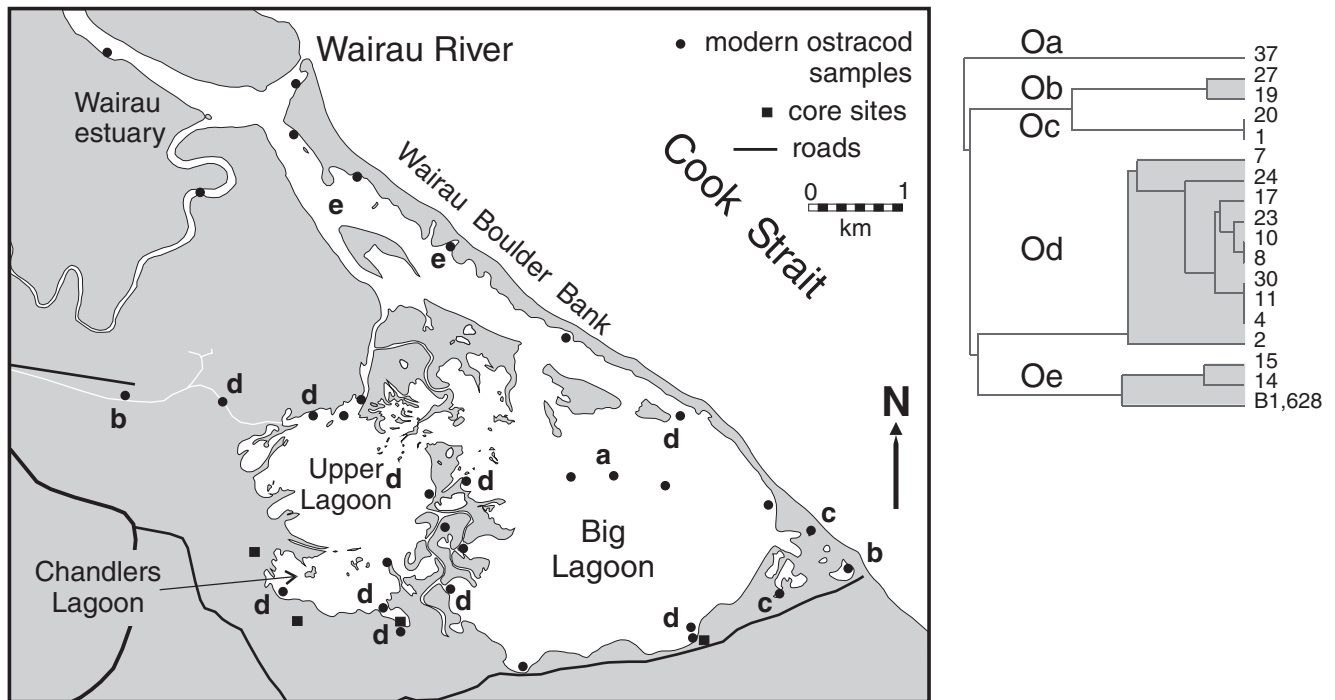 Wairau River
modern ostracod
samples
core sites
roads
0 1
km
Wairau
estuary
Wairau Boulder Bank
Cook Strait
e
e
b
d
d
d
a
N
Upper
Lagoon
d
d
Big
Lagoon
c
b
Chandlers
Lagoon
d
d
d
d
d
c
Oa
Ob
Oc
Od
Oe
37
27
19
20
1
7
24
17
23
10
8
30
11
4
2
15
14
B1,628